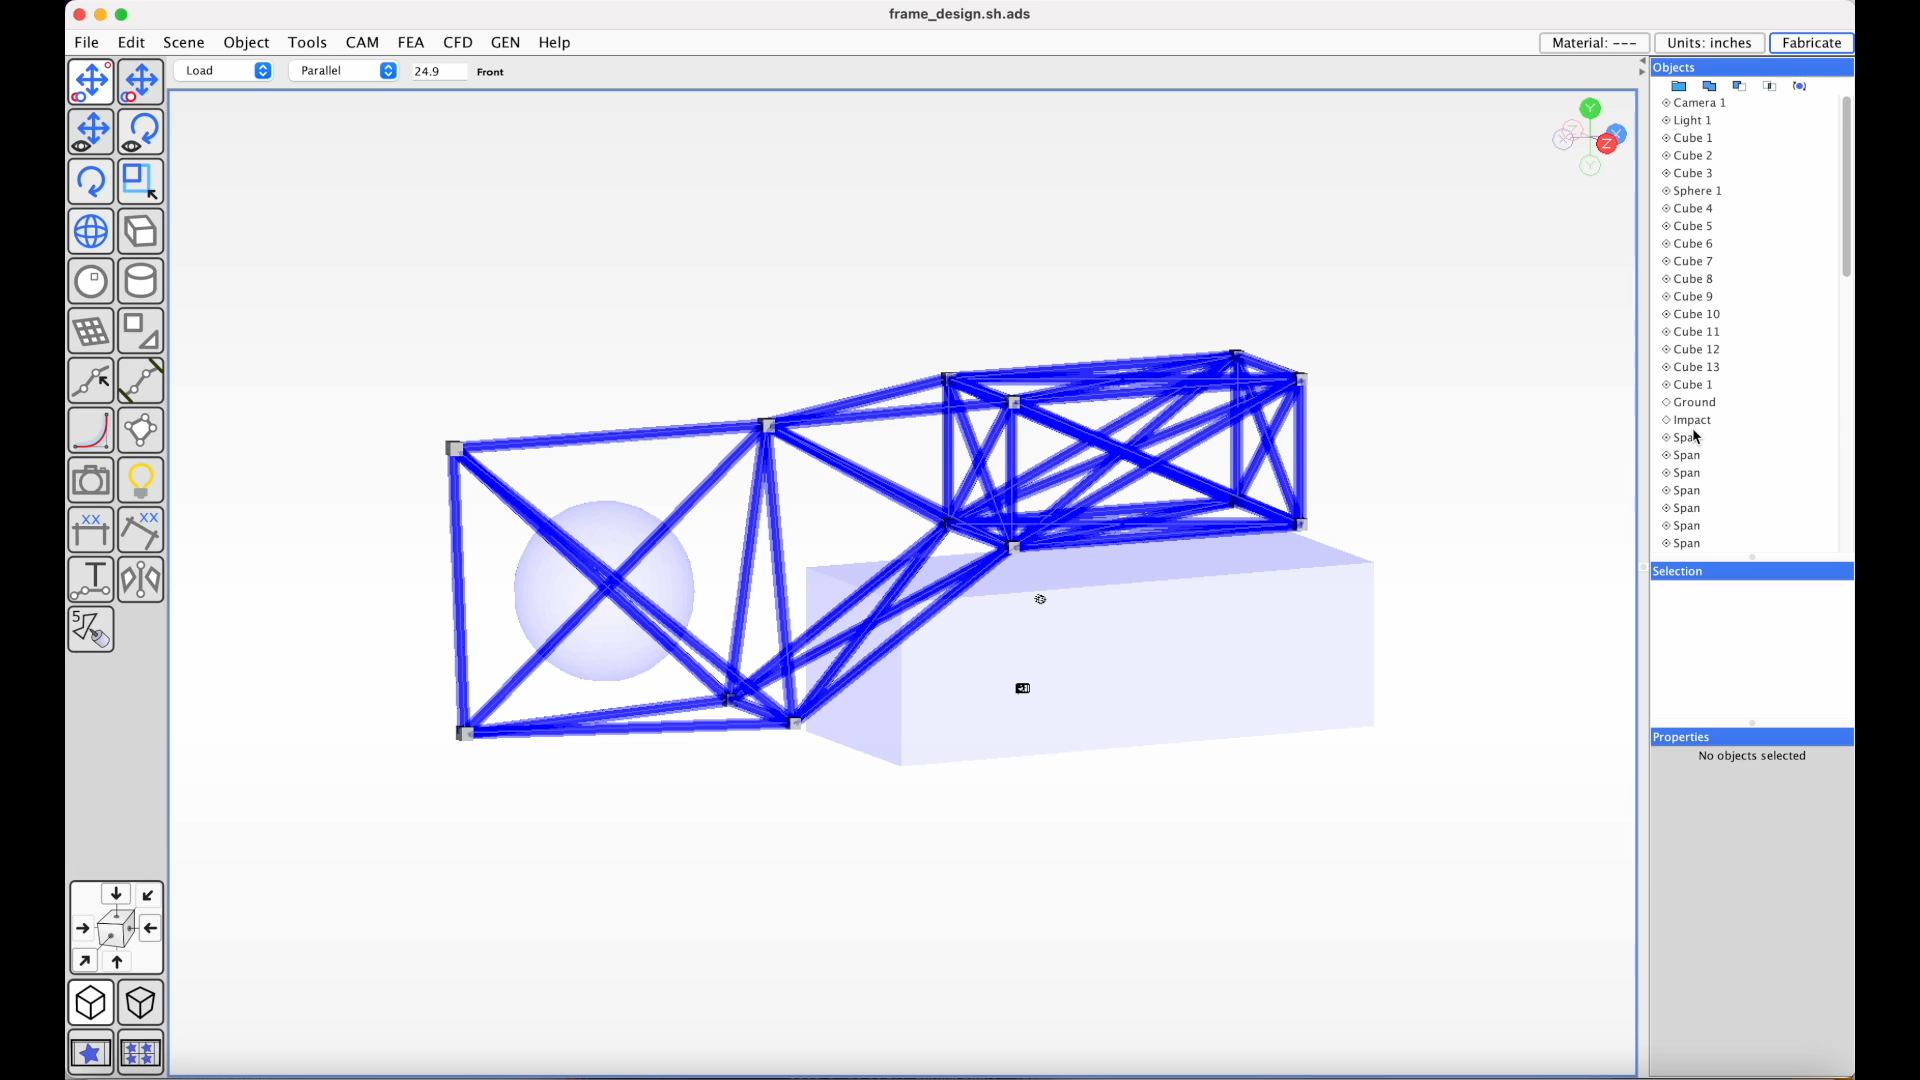 frame_design.sh.ads
File Edit Scene Object Tools CAM FEA CFD GEN Help
Material: --- Units: inches Fabricate
Load Parallel 24.9 Front
Objects
Camera 1
Light 1
Cube 1
Cube 2
Cube 3
Sphere 1
Cube 4
Cube 5
Cube 6
Cube 7
Cube 8
Cube 9
Cube 10
Cube 11
Cube 12
Cube 13
Cube 1
Ground
Impact
Span
Span
Span
Span
Span
Span
Span
Selection
Properties
No objects selected
Y
Z X
X Z
Y
XX XX
T
5